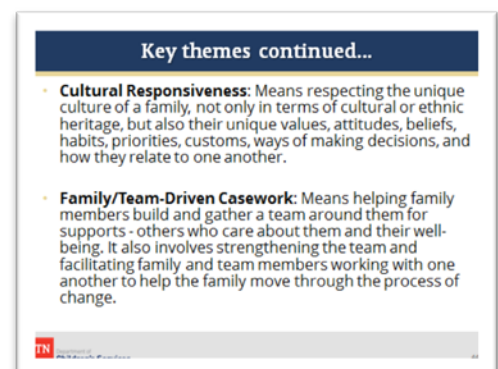 Key themes continued...
• Cultural Responsiveness: Means respecting the unique
culture of a family, not only in terms of cultural or ethnic
heritage, but also their unique values, attitudes, beliefs,
habits, priorities, customs, ways of making decisions, and
how they relate to one another.
• Family/Team-Driven Casework: Means helping family
members build and gather a team around them for
supports - others who care about them and their well-
being. It also involves strengthening the team and
facilitating family and team members working with one
another to help the family move through the process of
change.
TN
Department of